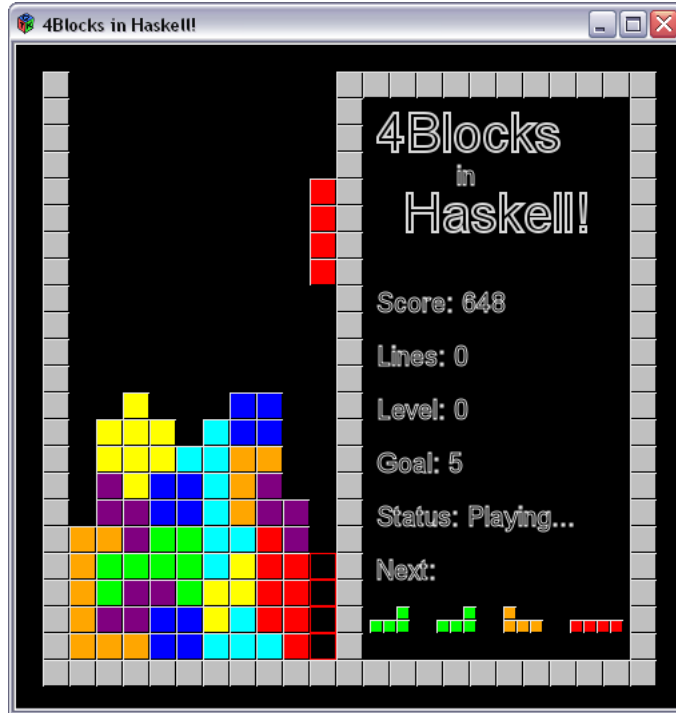 4Blocks in Haskell!
4Blocks
in
Haskell!
Score: 648
Lines: 0
Level: 0
Goal: 5
Status: Playing...
Next: